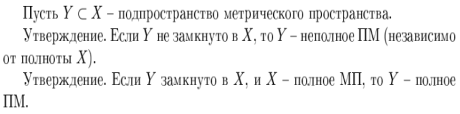 Пусть Y ⊂ X – подпространство метрического пространства.
Утверждение. Если Y не замкнуто в X, то Y – неполное ПМ (независимо
от полноты X).
Утверждение. Если Y замкнуто в X, и X – полное МП, то Y – полное
ПМ.